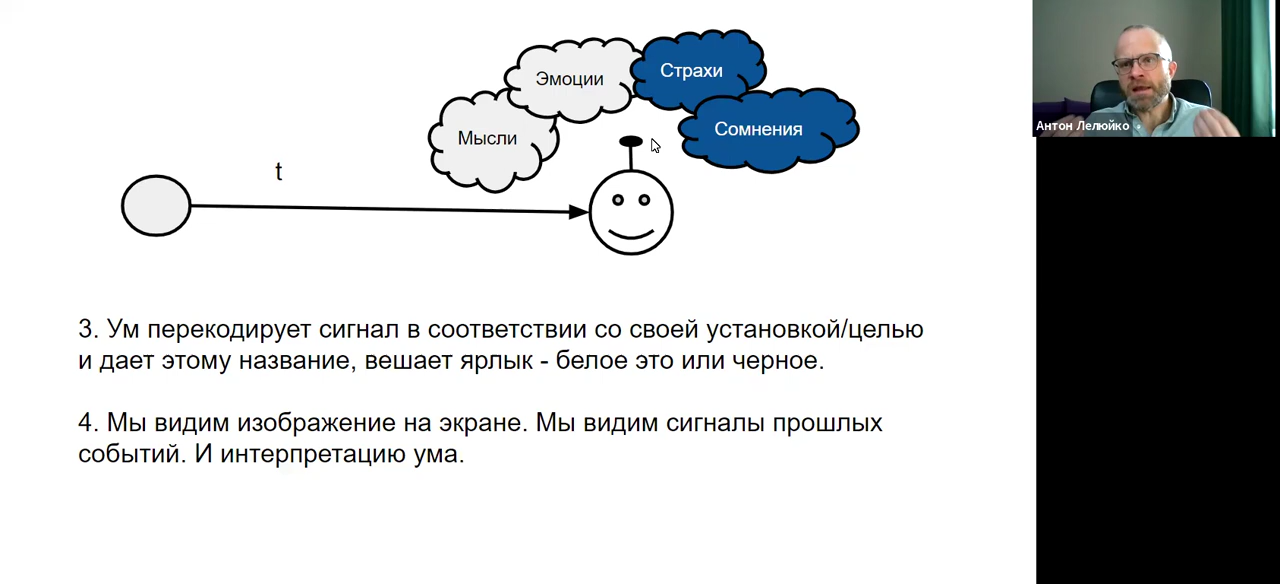 Эмоции
Страхи
Мысли
Сомнения
t
Антон Лелюйко
3. Ум перекодирует сигнал в соответствии со своей установкой/целью
и дает этому название, вешает ярлык - белое это или черное.
4. Мы видим изображение на экране. Мы видим сигналы прошлых
событий. И интерпретацию ума.